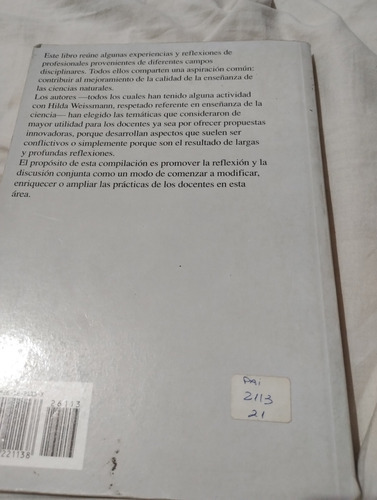 Este libro reúne algunas experiencias y reflexiones de
profesionales provenientes de diferentes campos
disciplinares. Todos ellos comparten una aspiración común:
contribuir al mejoramiento de la calidad de la enseñanza de
las ciencias naturales.
Los autores —todos los cuales han tenido alguna actividad
con Hilda Weissmann, respetado referente en enseñanza de la
ciencia— han elegido las temáticas que consideraron de
mayor utilidad para los docentes ya sea por ofrecer propuestas
innovadoras, porque desarrollan aspectos que suelen ser
conflictivos o simplemente porque son el resultado de largas
y profundas reflexiones.
El propósito de esta compilación es promover la reflexión y la
discusión conjunta como un modo de comenzar a modificar,
enriquecer o ampliar las prácticas de los docentes en esta
área.
26113
221138
PAI
2113
21